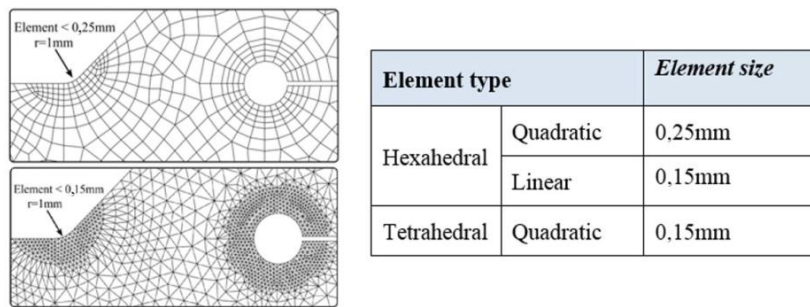 Element < 0,25mm
r=1mm
Element < 0,15mm
r=1mm
Element type Element size
Hexahedral Quadratic 0,25mm
Linear 0,15mm
Tetrahedral Quadratic 0,15mm